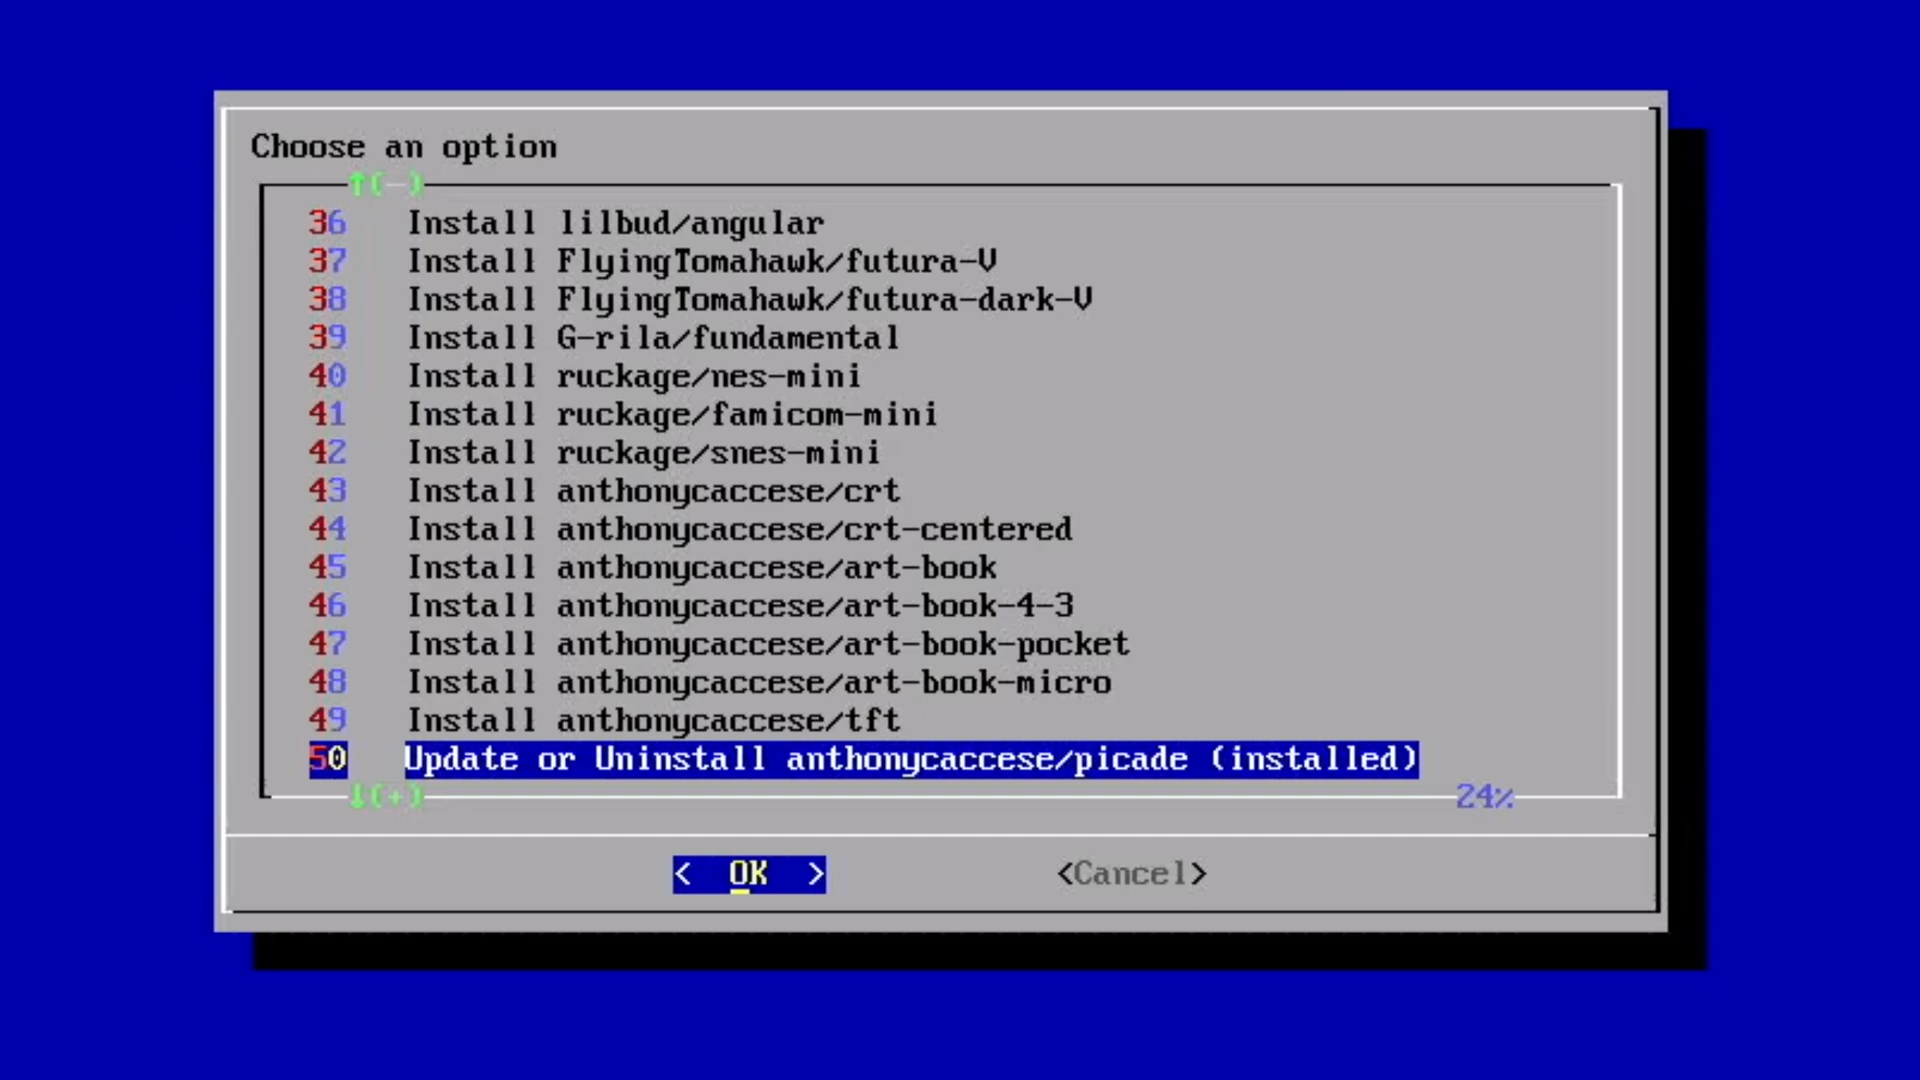 Choose an option
↑(-)
36 Install lilbud/angular
37 Install FlyingTomahawk/futura-V
38 Install FlyingTomahawk/futura-dark-V
39 Install G-rila/fundamental
40 Install ruckage/nes-mini
41 Install ruckage/famicom-mini
42 Install ruckage/snes-mini
43 Install anthonycaccese/crt
44 Install anthonycaccese/crt-centered
45 Install anthonycaccese/art-book
46 Install anthonycaccese/art-book-4-3
47 Install anthonycaccese/art-book-pocket
48 Install anthonycaccese/art-book-micro
49 Install anthonycaccese/tft
50 Update or Uninstall anthonycaccese/picade (installed)
↓(+) 24%
< OK > <Cancel>